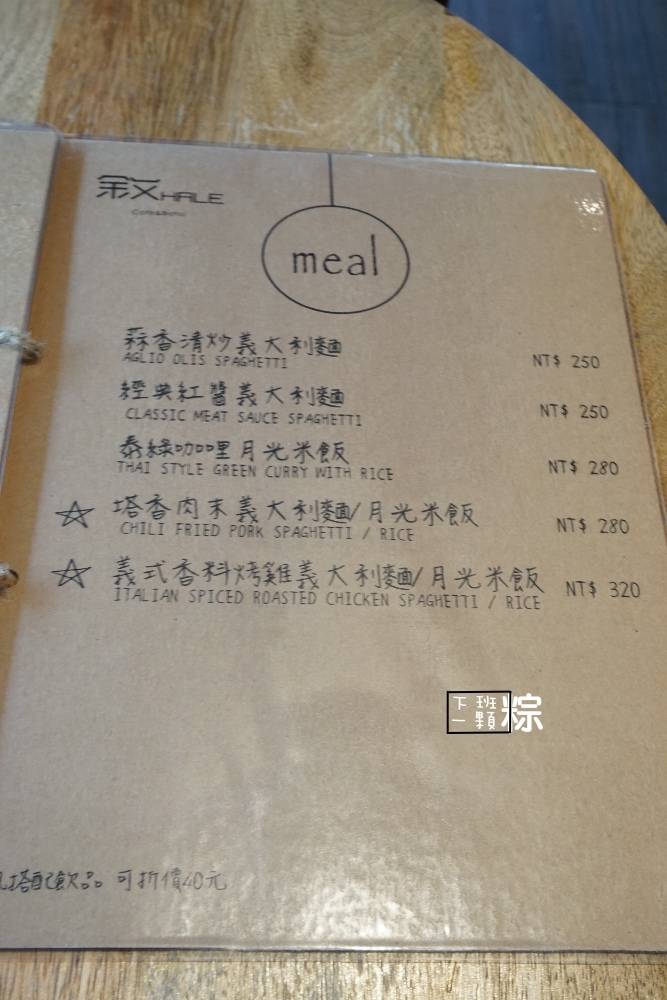 敘HALE
Café&Bistro
meal
蒜香清炒義大利麵
AGLIO OLIS SPAGHETTI
NT$ 250
經典紅醬義大利麵
CLASSIC MEAT SAUCE SPAGHETTI
NT$ 250
泰綠咖哩月光米飯
THAI STYLE GREEN CURRY WITH RICE
NT$ 280
☆ 塔香肉末義大利麵/月光米飯
CHILI FRIED PORK SPAGHETTI / RICE
NT$ 280
☆ 義式香料烤雞義大利麵/月光米飯
ITALIAN SPICED ROASTED CHICKEN SPAGHETTI / RICE
NT$ 320
下班
一顆粽
搭配飲品 可折價40元